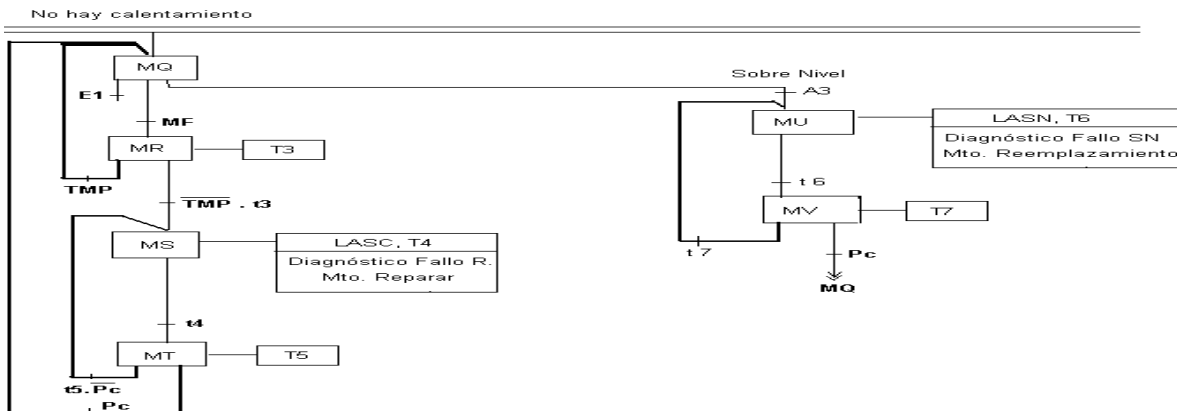 No hay calentamiento
MQ
E1
MF
MR
T3
TMP
TMP . t3
MS
LASC, T4
Diagnóstico Fallo R.
Mto. Reparar
t4
MT
T5
t5.Pc
Pc
Sobre Nivel
A3
MU
LASN, T6
Diagnóstico Fallo SN
Mto. Reemplazamiento
t 6
MV
T7
t 7
Pc
MQ